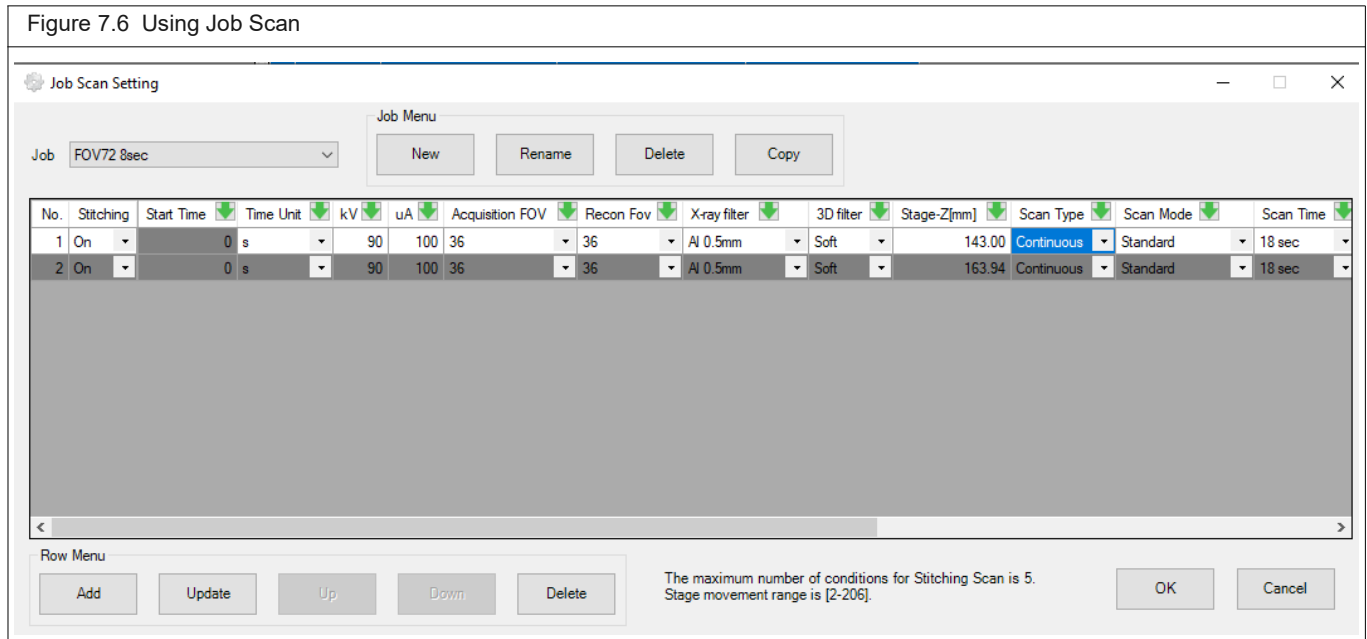 Figure 7.6 Using Job Scan
Job Scan Setting
Job Menu
Job FOV72 8sec New Rename Delete Copy
No. Stitching Start Time Time Unit kV uA Acquisition FOV Recon Fov X-ray filter 3D filter Stage-Z[mm] Scan Type Scan Mode Scan Time
1 On 0 s 90 100 36 36 Al 0.5mm Soft 143.00 Continuous Standard 18 sec
2 On 0 s 90 100 36 36 Al 0.5mm Soft 163.94 Continuous Standard 18 sec
Row Menu
Add Update Up Down Delete
The maximum number of conditions for Stitching Scan is 5.
Stage movement range is [2-206].
OK Cancel